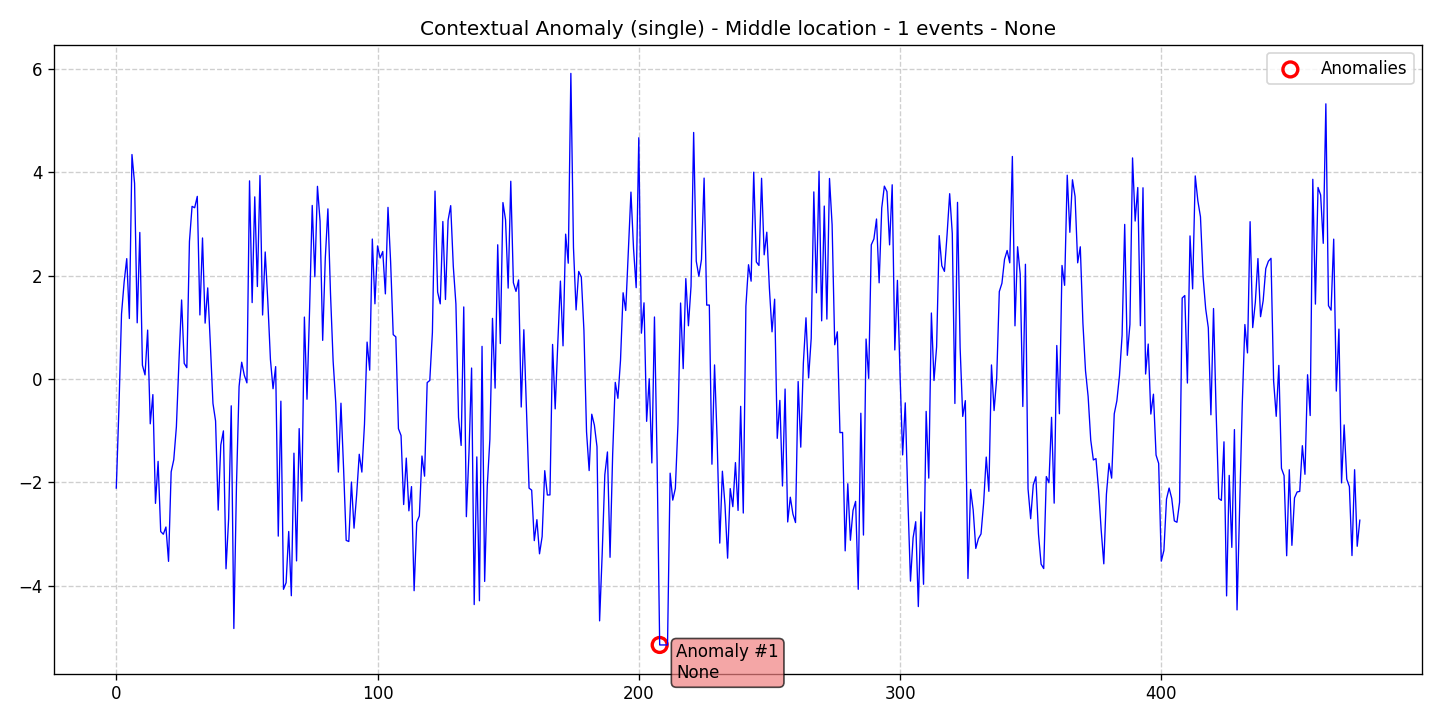 Contextual Anomaly (single) - Middle location - 1 events - None
Anomalies
6
4
2
0
−2
−4
Anomaly #1
None
0
100
200
300
400